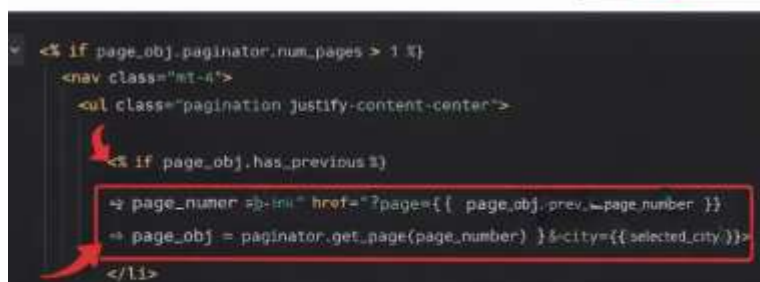 <% if page_obj.paginator.num_pages > 1 %}
<nav class="mt-4">
<ul class="pagination justify-content-center">
<% if page_obj.has_previous %}
page_numer href="?page={{ page_obj. page_number }}
⇒ page_obj = paginator.get_page(page_number) }&city={{ selected_city }}>
</li>